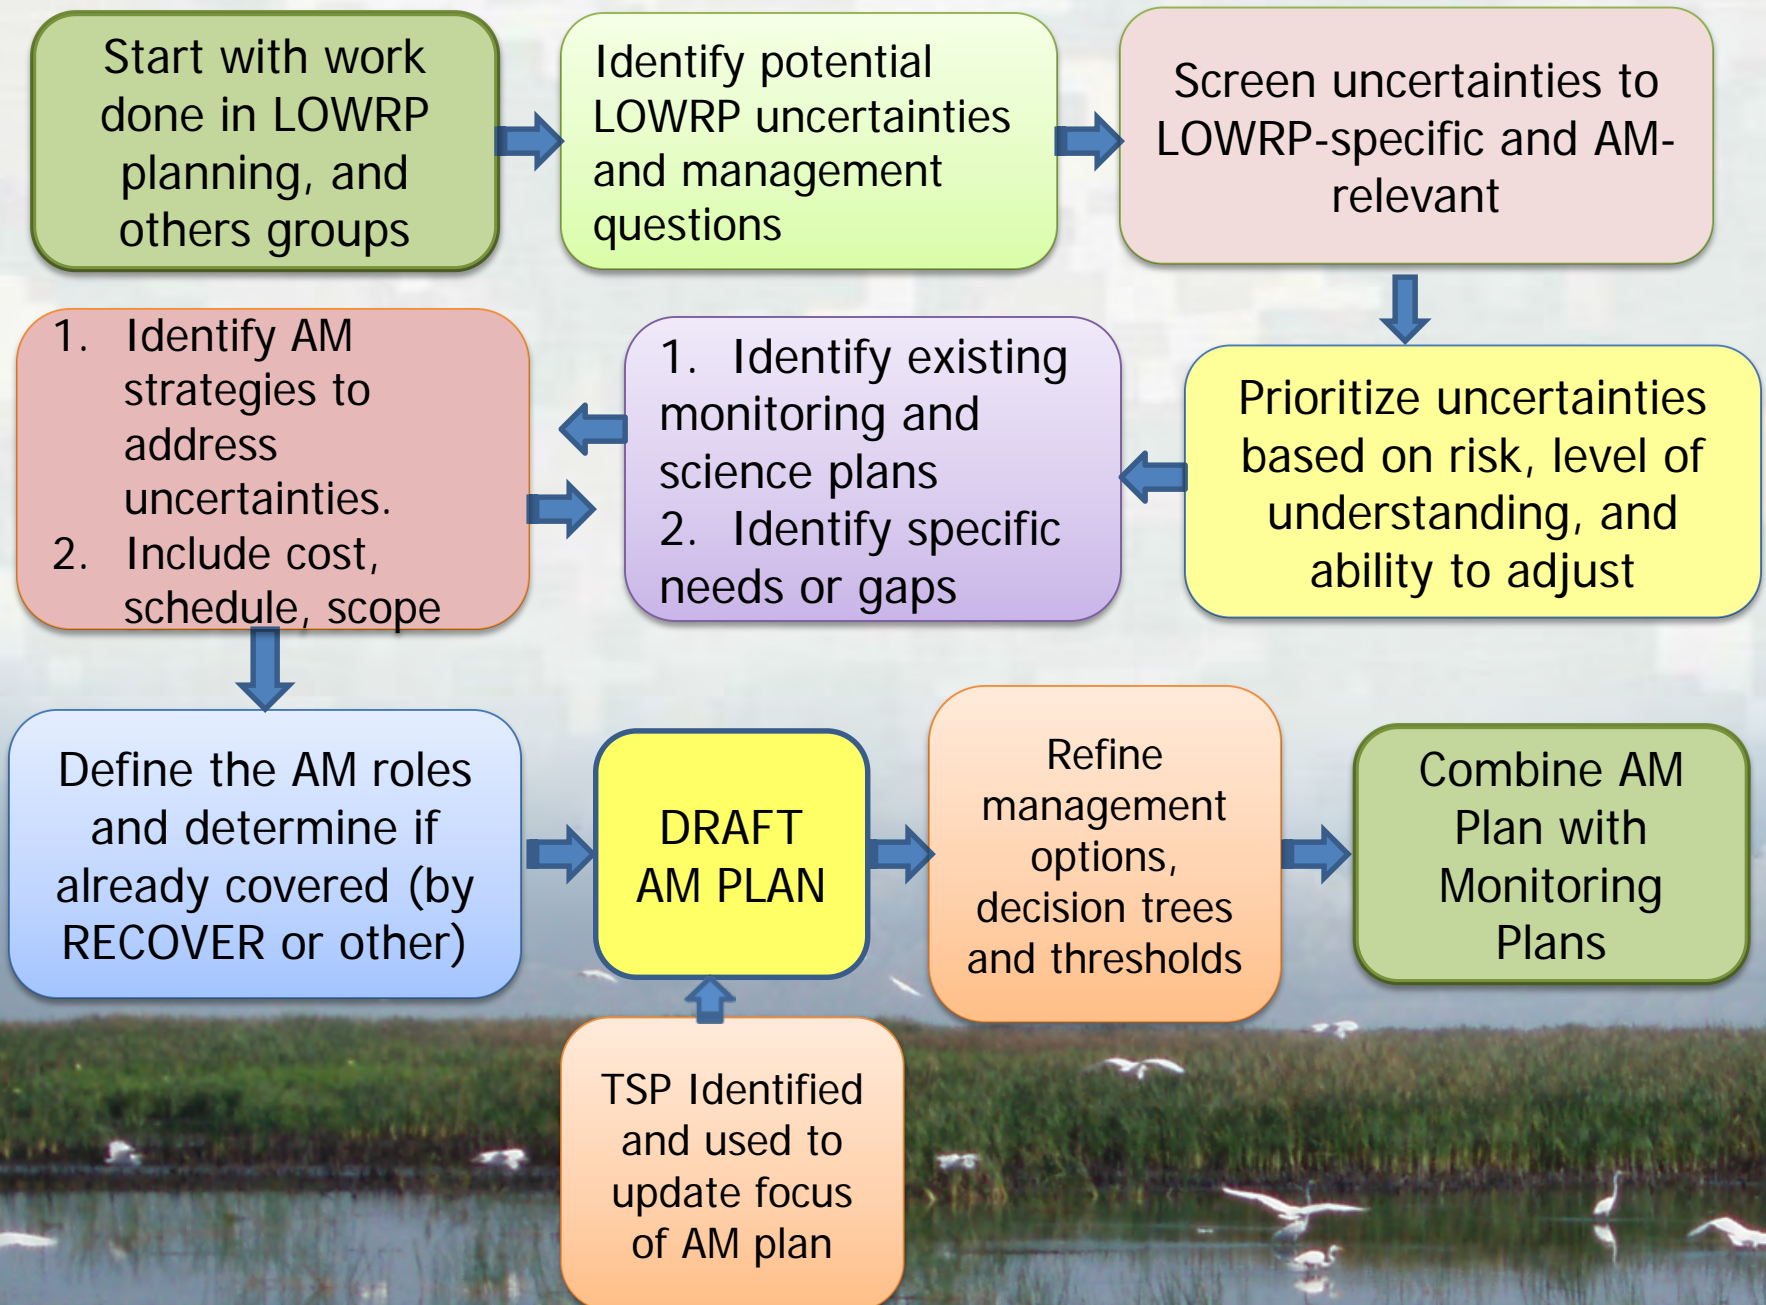 Start with work
done in LOWRP
planning, and
others groups
Identify potential
LOWRP uncertainties
and management
questions
Screen uncertainties to
LOWRP-specific and AM-
relevant
Prioritize uncertainties
based on risk, level of
understanding, and
ability to adjust
1. Identify existing
monitoring and
science plans
2. Identify specific
needs or gaps
1. Identify AM
strategies to
address
uncertainties.
2. Include cost,
schedule, scope
Define the AM roles
and determine if
already covered (by
RECOVER or other)
DRAFT
AM PLAN
TSP Identified
and used to
update focus
of AM plan
Refine
management
options,
decision trees
and thresholds
Combine AM
Plan with
Monitoring
Plans